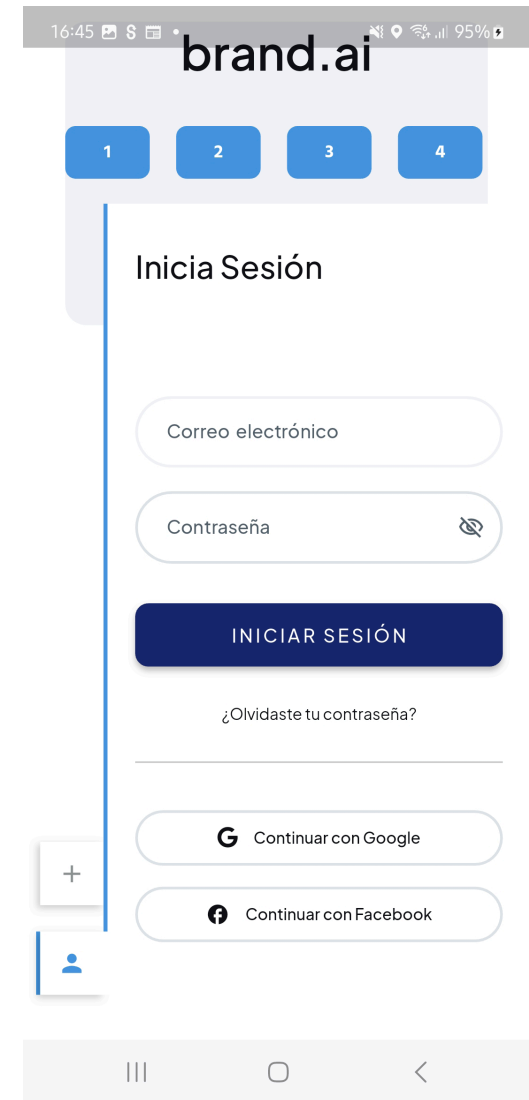 16:45 S 95%
brand.ai
1 2 3 4
Inicia Sesión
Correo electrónico
Contraseña
INICIAR SESIÓN
¿Olvidaste tu contraseña?
G Continuar con Google
f Continuar con Facebook